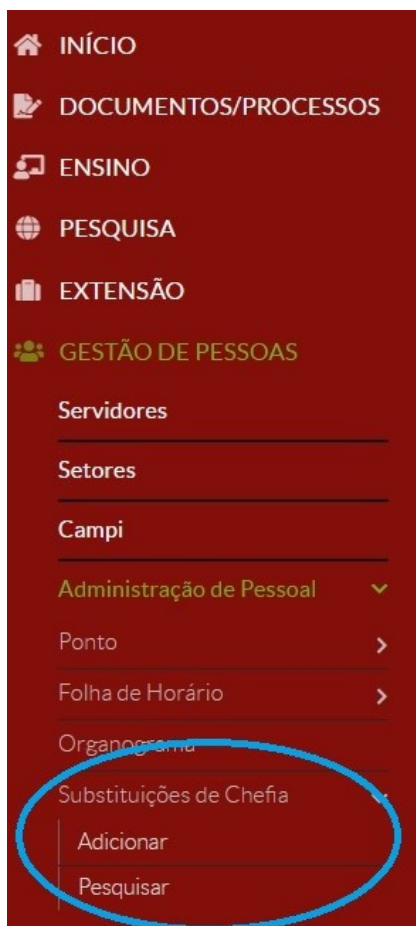 INÍCIO
DOCUMENTOS/PROCESSOS
ENSINO
PESQUISA
EXTENSÃO
GESTÃO DE PESSOAS
Servidores
Setores
Campi
Administração de Pessoal
Ponto
Folha de Horário
Organograma
Substituições de Chefia
Adicionar
Pesquisar